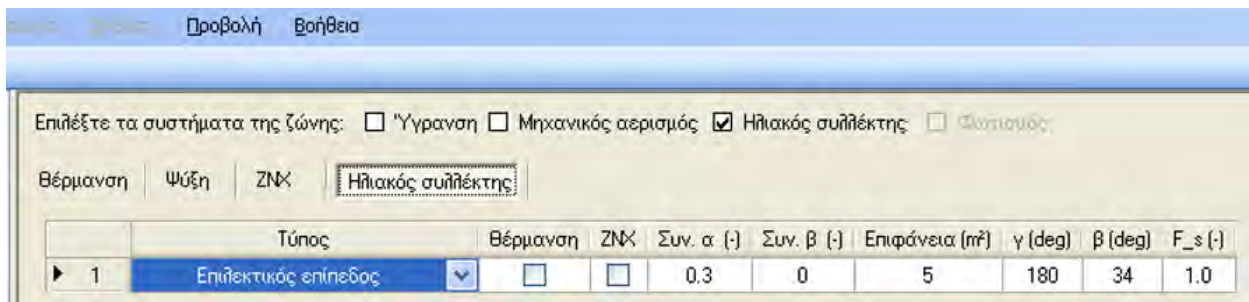 Προβολή Βοήθεια
Επιλέξτε τα συστήματα της ζώνης: Ύγρανση Μηχανικός αερισμός Ηλιακός συλλέκτης Φωτισμός
Θέρμανση Ψύξη ΖΝΧ Ηλιακός συλλέκτης
Τύπος Θέρμανση ΖΝΧ Συν. α (-) Συν. β (-) Επιφάνεια (m²) γ (deg) β (deg) F_s (-)
1 Επιλεκτικός επίπεδος 0.3 0 5 180 34 1.0